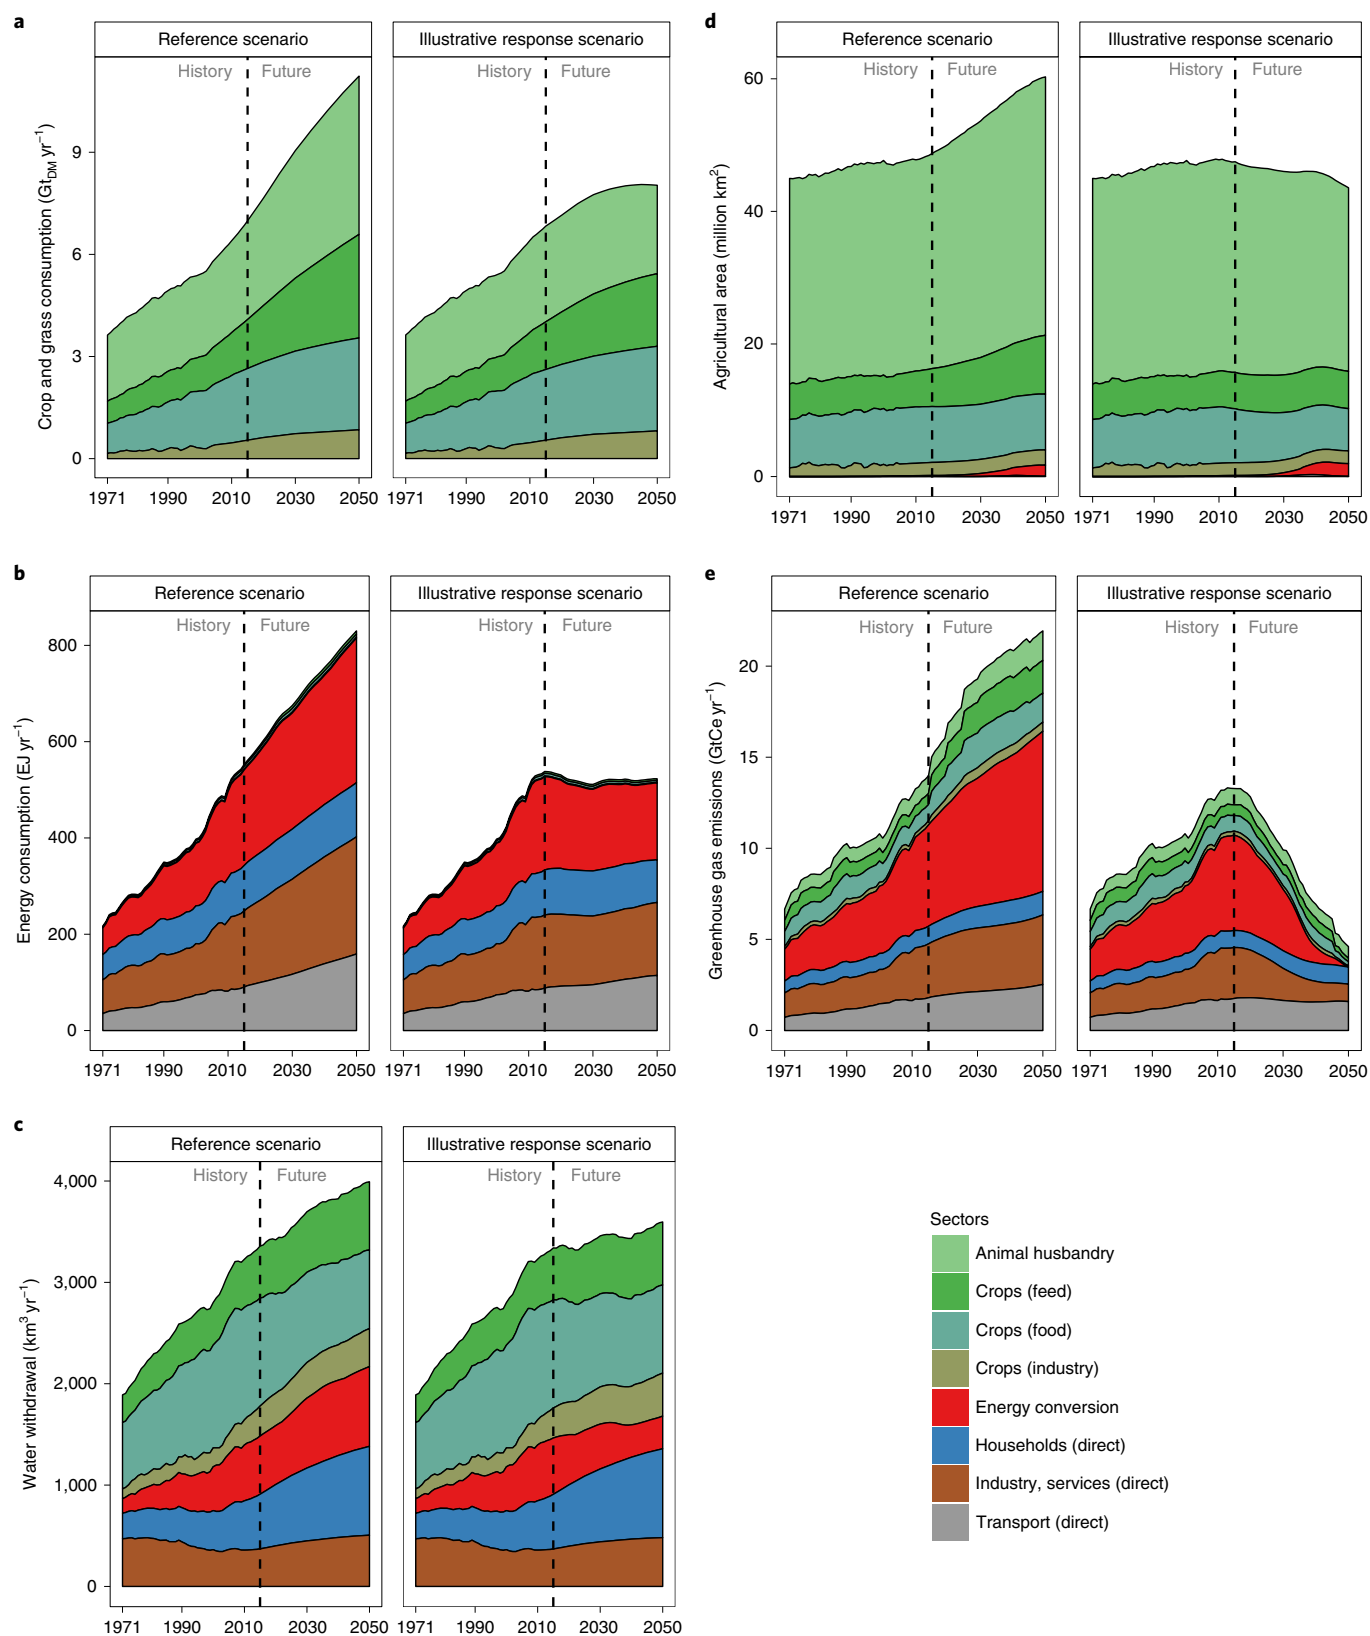 a
Reference scenario
Illustrative response scenario
History
Future
History
Future
Crop and grass consumption (Gt_DM yr⁻¹)
9
6
3
0
1971 1990 2010 2030 2050
1971 1990 2010 2030 2050
d
Reference scenario
Illustrative response scenario
History
Future
History
Future
Agricultural area (million km²)
60
40
20
0
1971 1990 2010 2030 2050
1971 1990 2010 2030 2050
b
Reference scenario
Illustrative response scenario
History
Future
History
Future
Energy consumption (EJ yr⁻¹)
800
600
400
200
0
1971 1990 2010 2030 2050
1971 1990 2010 2030 2050
e
Reference scenario
Illustrative response scenario
History
Future
History
Future
Greenhouse gas emissions (GtCe yr⁻¹)
20
15
10
5
0
1971 1990 2010 2030 2050
1971 1990 2010 2030 2050
c
Reference scenario
Illustrative response scenario
History
Future
History
Future
Water withdrawal (km³ yr⁻¹)
4,000
3,000
2,000
1,000
0
1971 1990 2010 2030 2050
1971 1990 2010 2030 2050
Sectors
Animal husbandry
Crops (feed)
Crops (food)
Crops (industry)
Energy conversion
Households (direct)
Industry, services (direct)
Transport (direct)